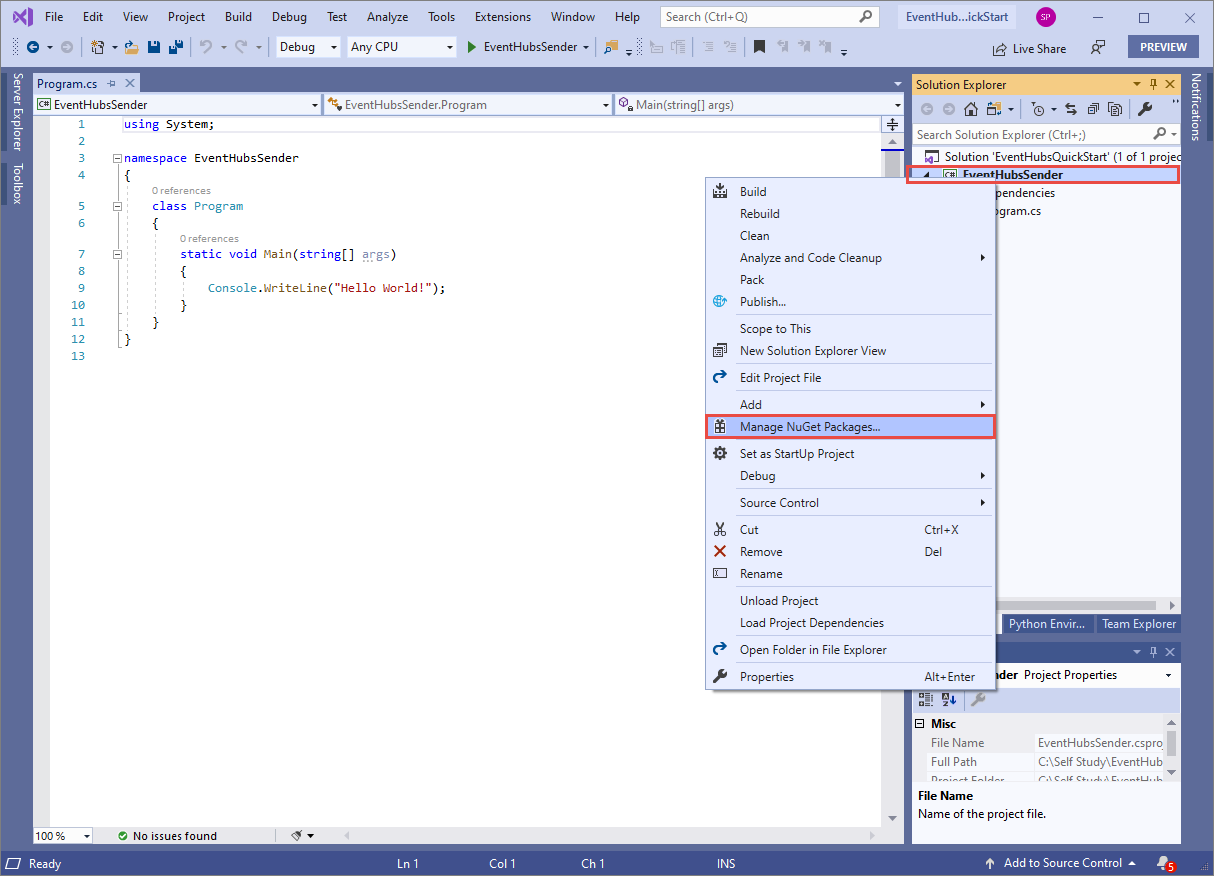 File Edit View Project Build Debug Test Analyze Tools Extensions Window Help Search (Ctrl+Q) EventHub...ickStart SP
Debug Any CPU EventHubsSender Live Share PREVIEW
Server Explorer
Toolbox
Program.cs
C# EventHubsSender EventHubsSender.Program Main(string[] args)
1 using System;
2
3 namespace EventHubsSender
4 {
0 references
5 class Program
6 {
0 references
7 static void Main(string[] args)
8 {
9 Console.WriteLine("Hello World!");
10 }
11 }
12 }
13
Build
Rebuild
Clean
Analyze and Code Cleanup
Pack
Publish...
Scope to This
New Solution Explorer View
Edit Project File
Add
Manage NuGet Packages...
Set as StartUp Project
Debug
Source Control
Cut Ctrl+X
Remove Del
Rename
Unload Project
Load Project Dependencies
Open Folder in File Explorer
Properties Alt+Enter
Solution Explorer
Search Solution Explorer (Ctrl+;)
Solution 'EventHubsQuickStart' (1 of 1 projec
C# EventHubsSender
pendencies
ogram.cs
Python Envir... Team Explorer
nder Project Properties
Misc
File Name EventHubsSender.cspro
Full Path C:\Self Study\EventHub
Project Folder C:\Self Study\EventHub
File Name
Name of the project file.
Notifications
100 % No issues found
Ready Ln 1 Col 1 Ch 1 INS Add to Source Control 5